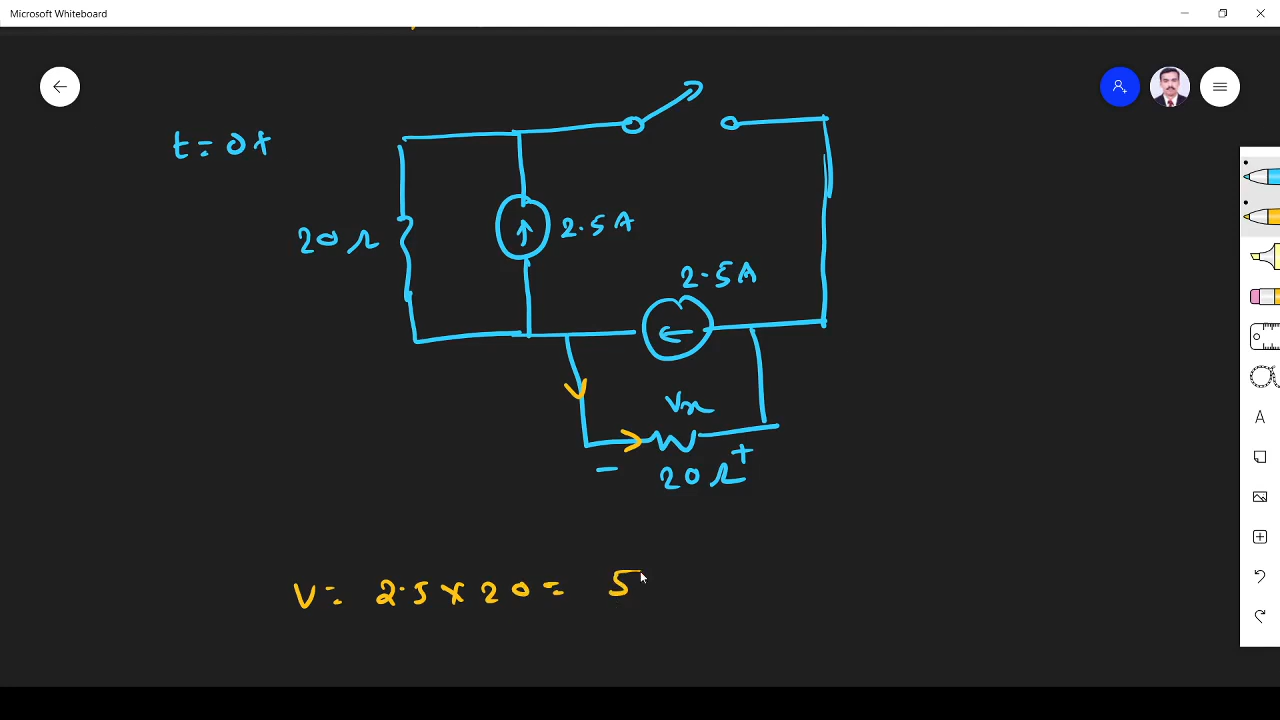 Microsoft Whiteboard
t = 0+
20 Ω
2.5 A
2.5 A
Vx
+
−
20 Ω
V = 2.5 x 20 = 5
A